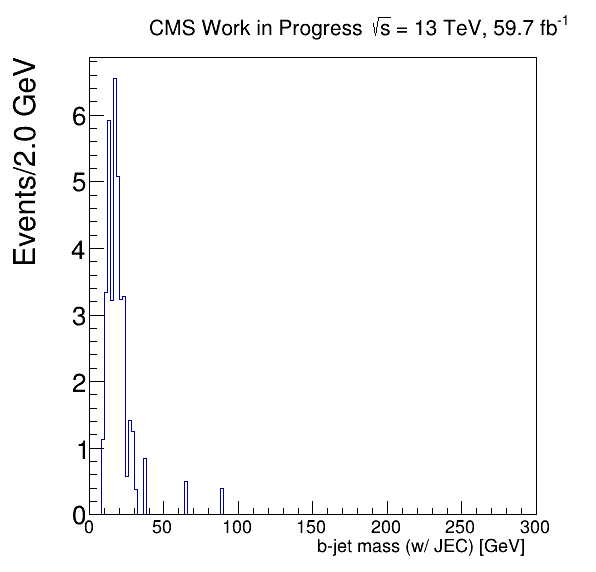 CMS Work in Progress √s = 13 TeV, 59.7 fb⁻¹
Events/2.0 GeV
6
5
4
3
2
1
0
0 50 100 150 200 250 300
b-jet mass (w/ JEC) [GeV]